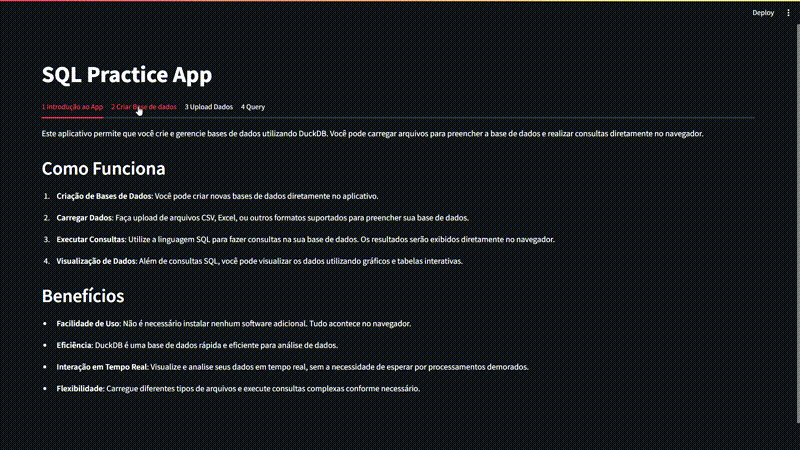 Deploy
SQL Practice App
1 Introdução ao App 2 Criar Base de dados 3 Upload Dados 4 Query
Este aplicativo permite que você crie e gerencie bases de dados utilizando DuckDB. Você pode carregar arquivos para preencher a base de dados e realizar consultas diretamente no navegador.
Como Funciona
1. Criação de Bases de Dados: Você pode criar novas bases de dados diretamente no aplicativo.
2. Carregar Dados: Faça upload de arquivos CSV, Excel, ou outros formatos suportados para preencher sua base de dados.
3. Executar Consultas: Utilize a linguagem SQL para fazer consultas na sua base de dados. Os resultados serão exibidos diretamente no navegador.
4. Visualização de Dados: Além de consultas SQL, você pode visualizar os dados utilizando gráficos e tabelas interativas.
Benefícios
• Facilidade de Uso: Não é necessário instalar nenhum software adicional. Tudo acontece no navegador.
• Eficiência: DuckDB é uma base de dados rápida e eficiente para análise de dados.
• Interação em Tempo Real: Visualize e analise seus dados em tempo real, sem a necessidade de esperar por processamentos demorados.
• Flexibilidade: Carregue diferentes tipos de arquivos e execute consultas complexas conforme necessário.